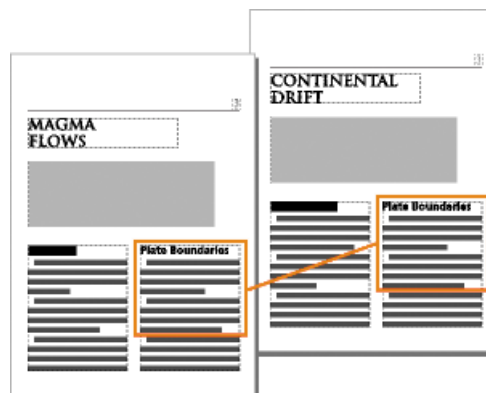 MAGMA
FLOWS
Plate Boundaries
CONTINENTAL
DRIFT
Plate Boundaries